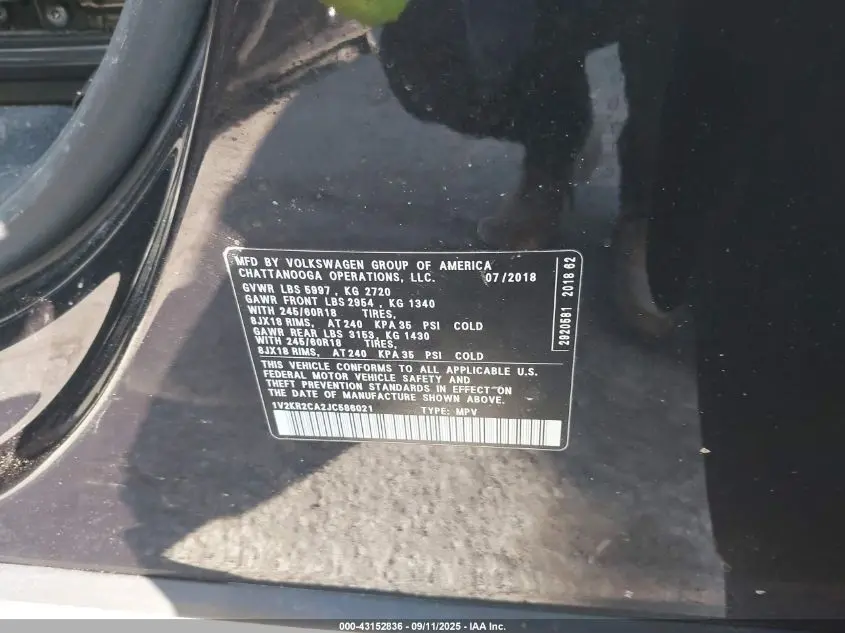 MFD BY VOLKSWAGEN GROUP OF AMERICA
CHATTANOOGA OPERATIONS, LLC. 07/2018
GVWR LBS 5997 , KG 2720
GAWR FRONT LBS 2954 , KG 1340
WITH 245/60R18 TIRES,
8JX18 RIMS, AT 240 KPA 35 PSI COLD
GAWR REAR LBS 3153, KG 1430
WITH 245/60R18 TIRES,
8JX18 RIMS, AT 240 KPA 35 PSI COLD
THIS VEHICLE CONFORMS TO ALL APPLICABLE U.S.
FEDERAL MOTOR VEHICLE SAFETY AND
THEFT PREVENTION STANDARDS IN EFFECT ON
THE DATE OF MANUFACTURE SHOWN ABOVE.
1V2KR2CA2JC586021 TYPE: MPV
2920581 2018 62
000-43152836 - 09/11/2025 - IAA Inc.